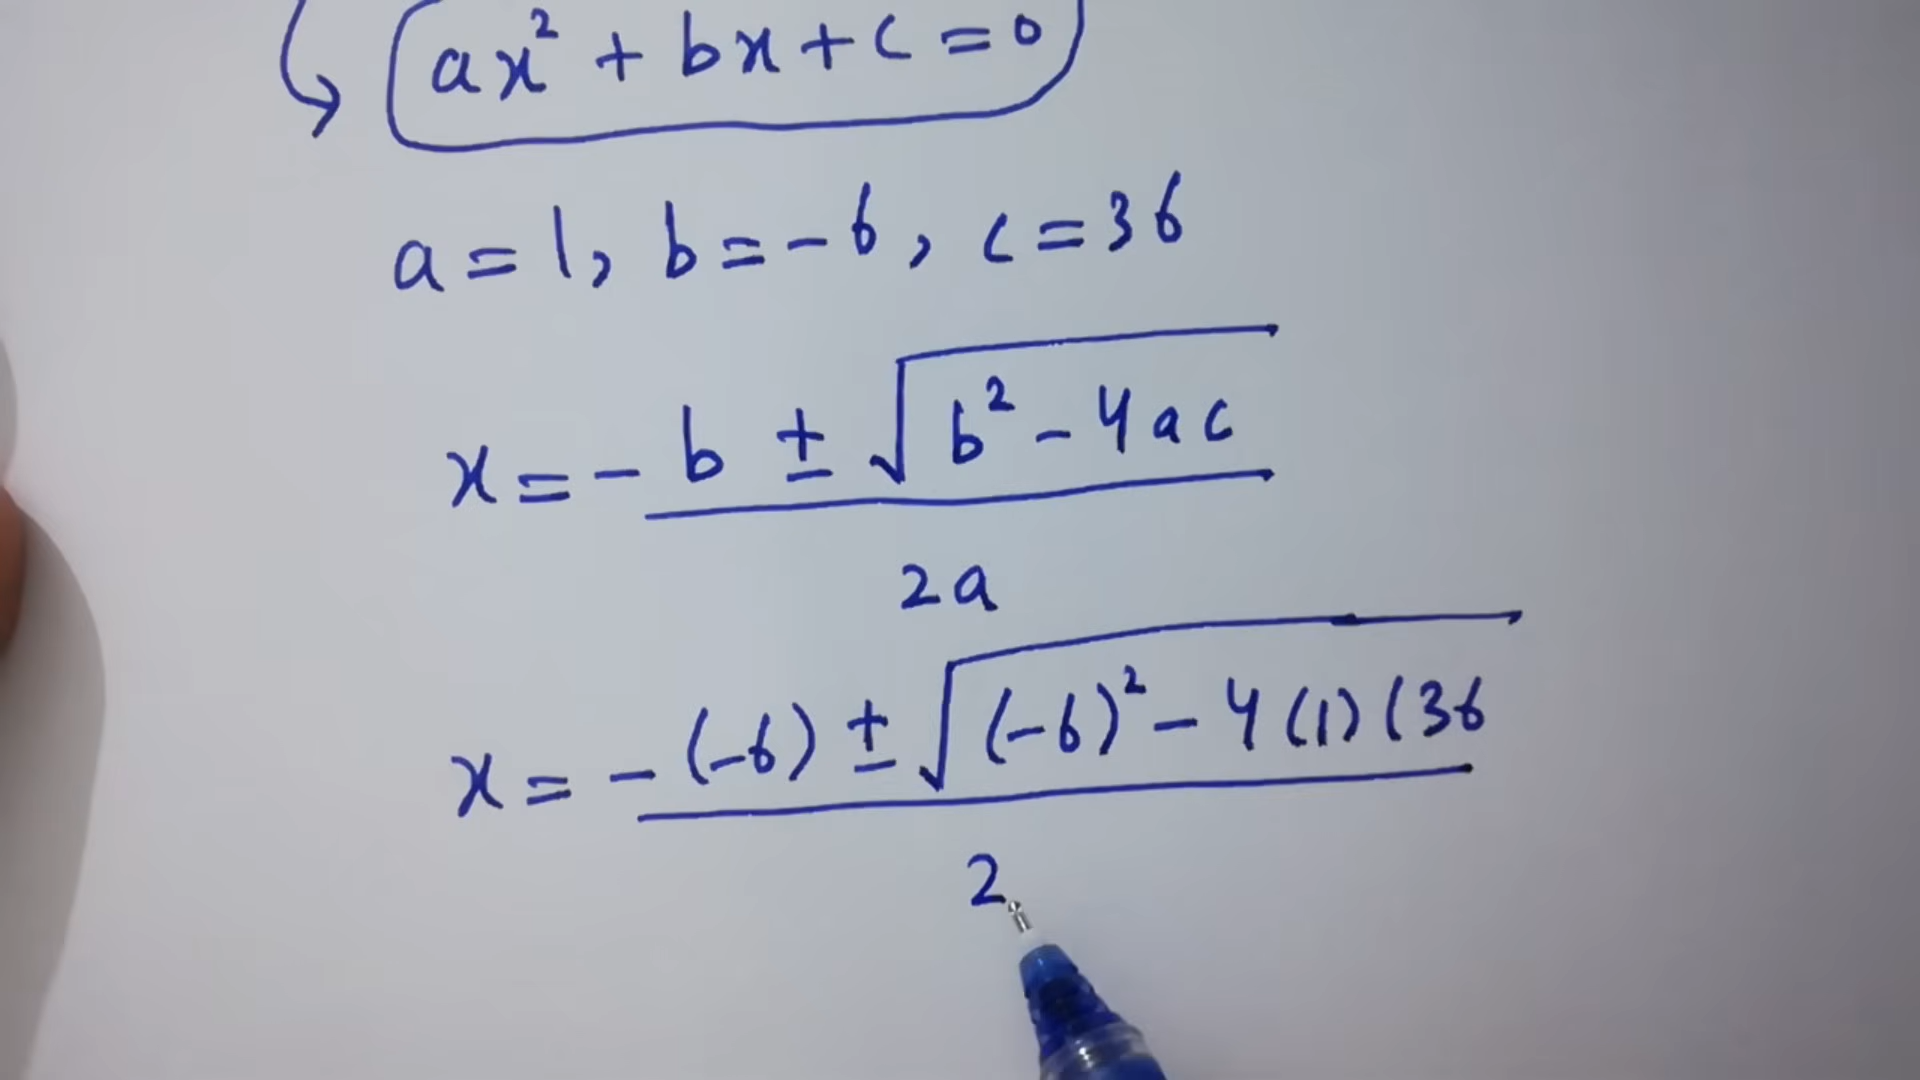 ax² + bx + c = 0
a = 1, b = - 6, c = 36
x = - b ± √b² - 4ac
2a
x = - (-6) ± √(-6)² - 4(1)(36
2